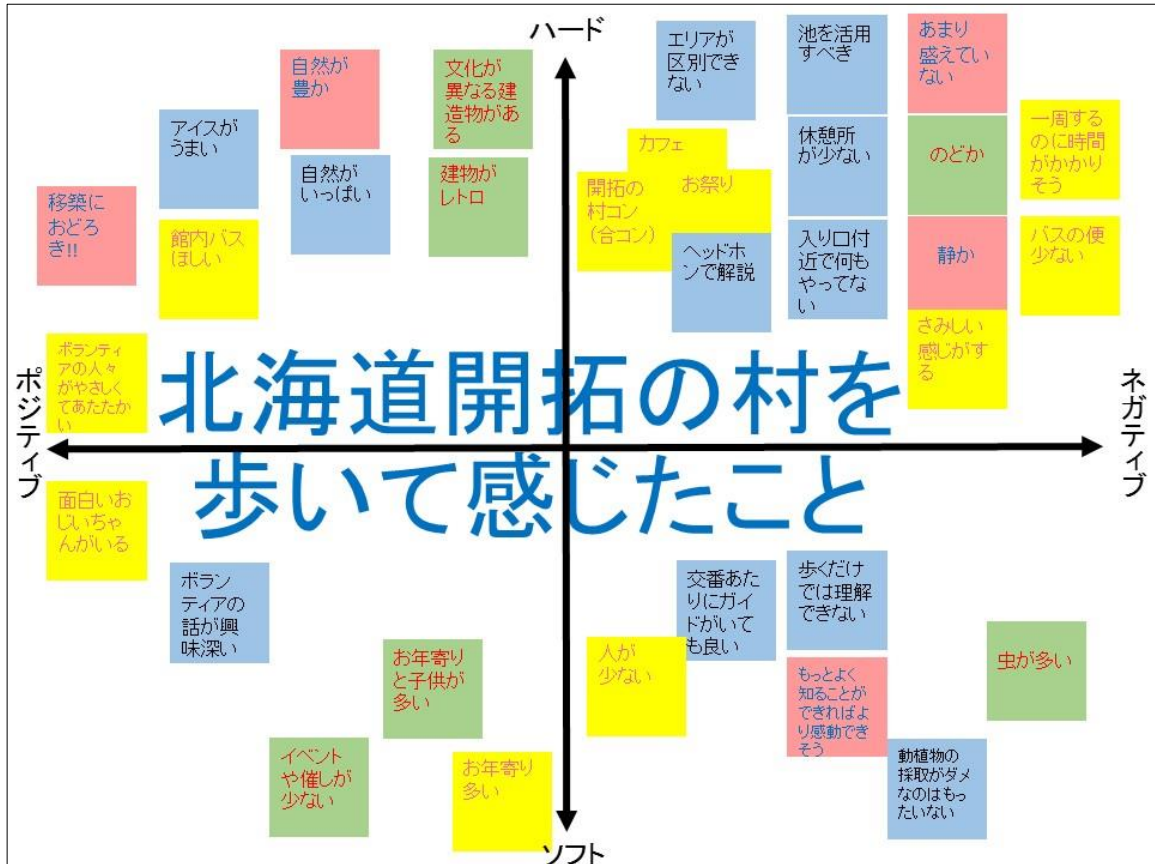 ハード
エリアが
区別でき
ない
池を活用
すべき
あまり
盛えてい
ない
自然が
豊か
文化が
異なる建
造物があ
る
アイスが
うまい
一周する
のに時間
がかかり
そう
カフェ
休憩所
が少ない
のどか
自然が
いっぱい
建物が
レトロ
開拓の
村コン
(合コン)
お祭り
移築に
おどろ
き!!
館内バス
ほしい
ヘッドホ
ンで解説
入り口付
近で何も
やってな
い
静か
バスの便
少ない
さみしい
感じがす
る
ボランティ
アの人々
がやさしく
てあたたか
い
ポジティブ
ネガティブ
北海道開拓の村を
歩いて感じたこと
面白いお
じいちゃ
んがいる
ボラン
ティアの
話が興
味深い
交番あた
りにガイ
ドがいて
も良い
歩くだけ
では理解
できない
お年寄り
と子供が
多い
人が
少ない
もっとよく
知ることが
できればよ
り感動でき
そう
虫が多い
イベント
や催しが
少ない
お年寄り
多い
動植物の
採取がダメ
なのはもっ
たいない
ソフト